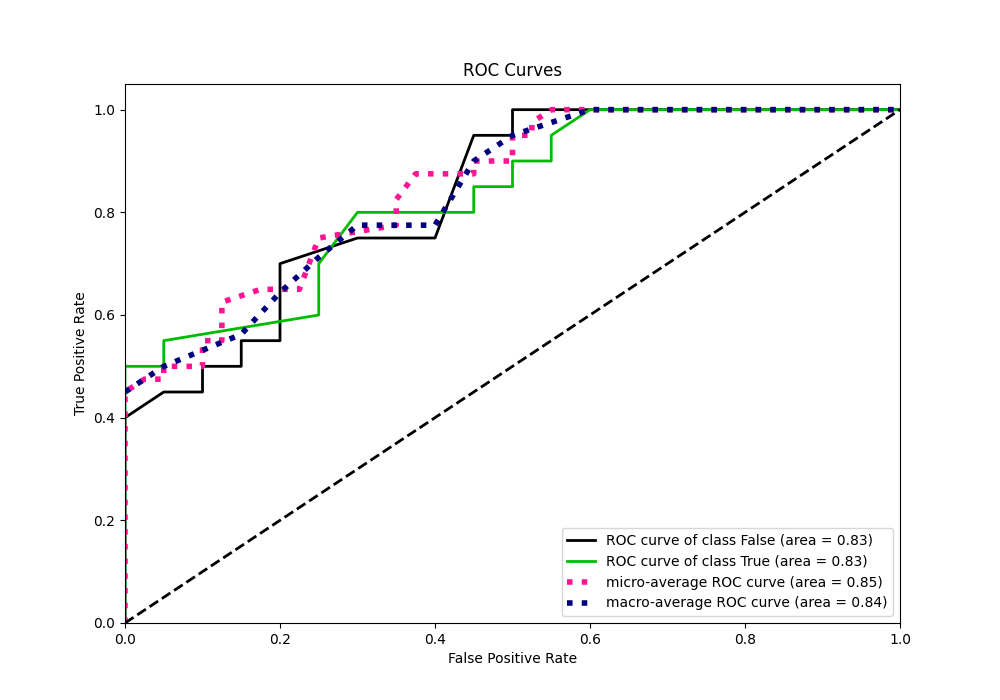 ROC Curves
True Positive Rate
1.0
0.8
0.6
0.4
0.2
0.0
0.0 0.2 0.4 0.6 0.8 1.0
False Positive Rate
ROC curve of class False (area = 0.83)
ROC curve of class True (area = 0.83)
micro-average ROC curve (area = 0.85)
macro-average ROC curve (area = 0.84)